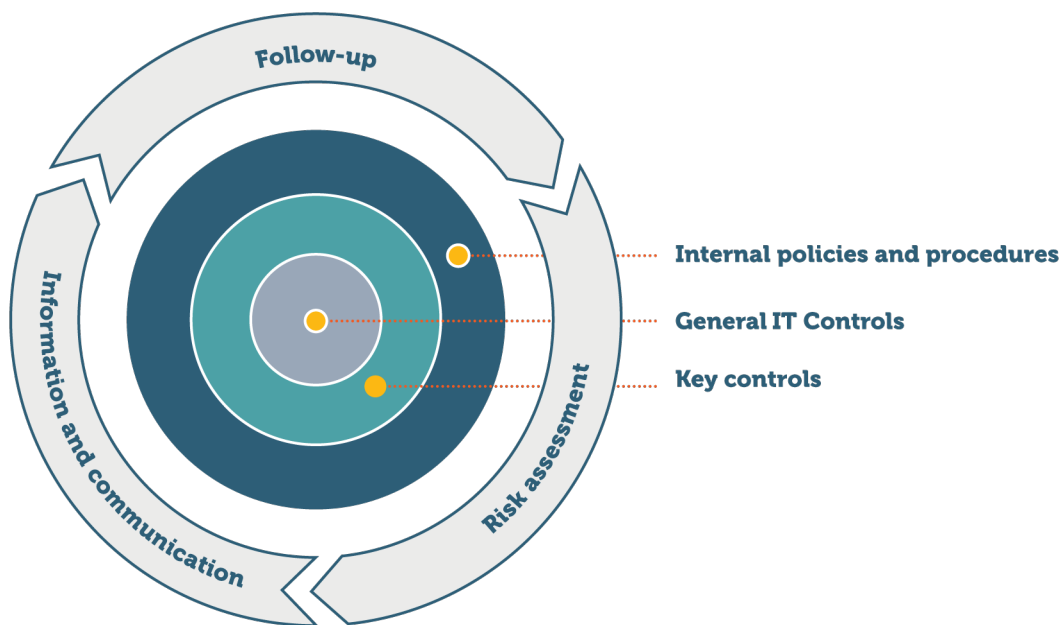 Follow-up
Internal policies and procedures
General IT Controls
Key controls
Information and communication
Risk assessment